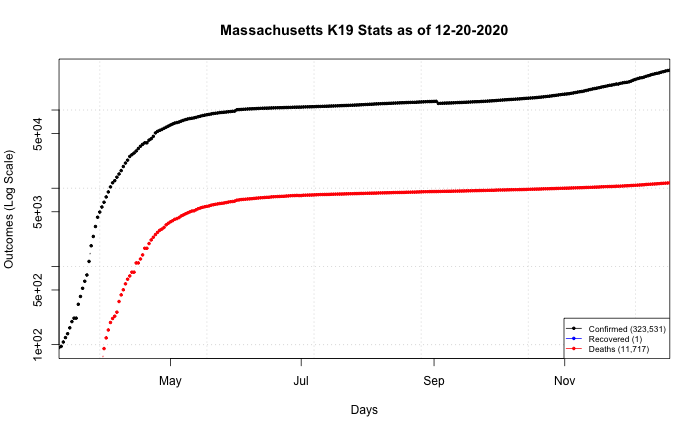 Massachusetts K19 Stats as of 12-20-2020
Outcomes (Log Scale)
5e+04
5e+03
5e+02
1e+02
Confirmed (323,531)
Recovered (1)
Deaths (11,717)
May
Jul
Sep
Nov
Days